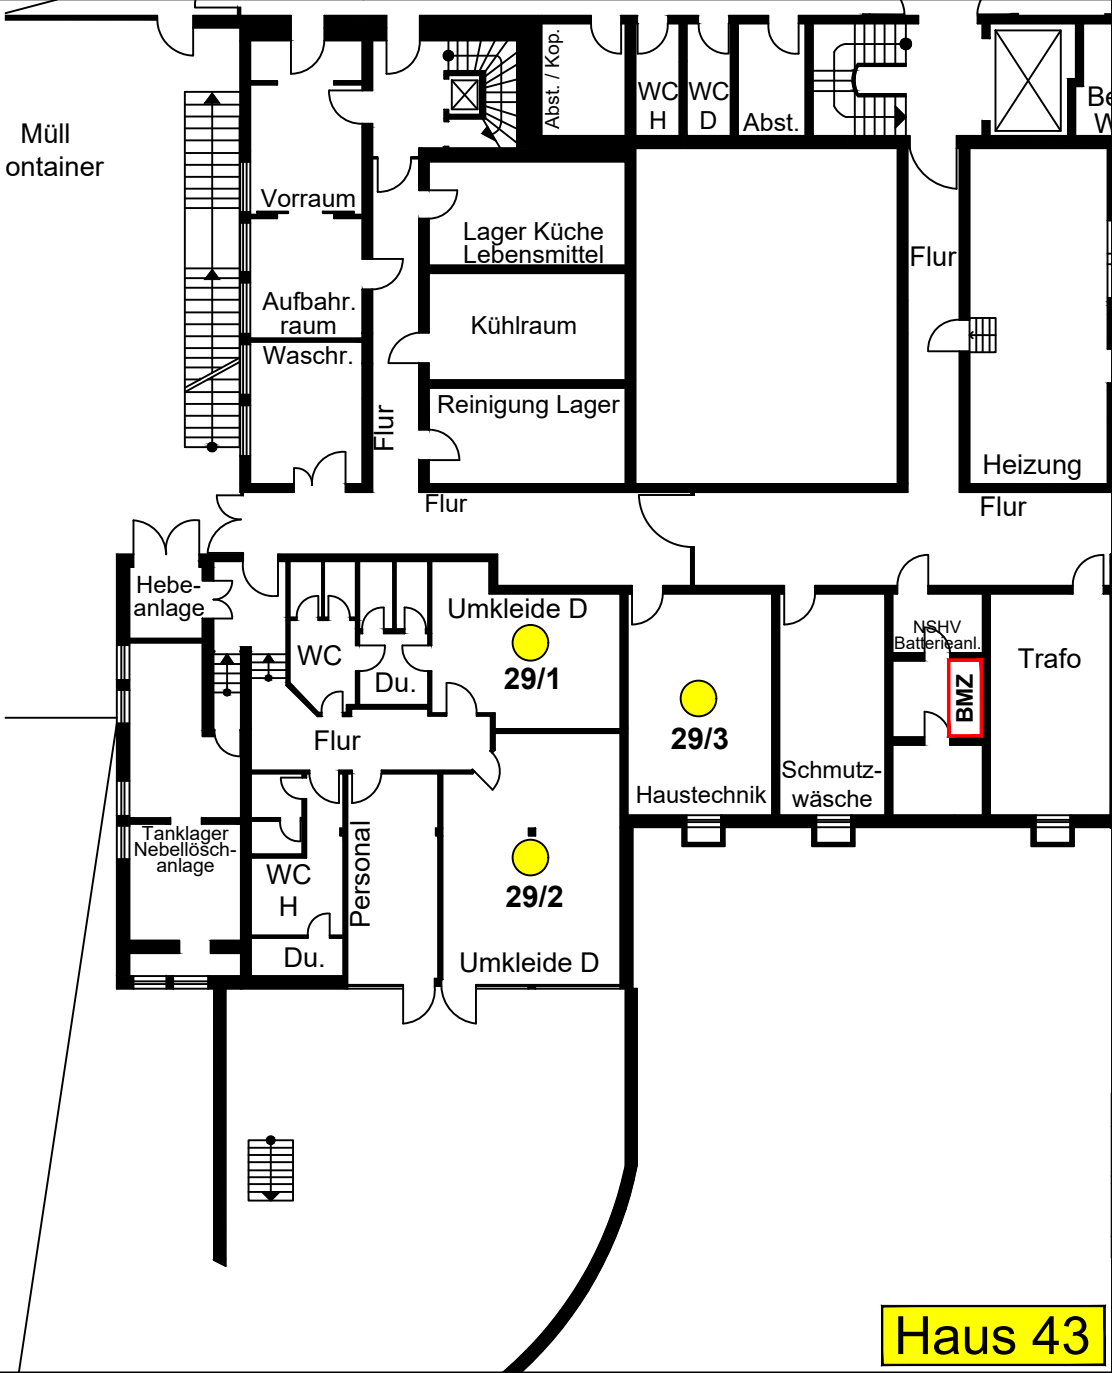 Müll
ontainer
Abst. / Kop.
WC
H
WC
D
Abst.
Be
W
Vorraum
Lager Küche
Lebensmittel
Flur
Aufbahr.
raum
Kühlraum
Waschr.
Reinigung Lager
Flur
Heizung
Flur
Flur
Hebe-
anlage
Umkleide D
29/1
WC
Du.
NSHV
Batterieanl.
Trafo
BMZ
29/3
Flur
Haustechnik
Schmutz-
wäsche
Tanklager
Nebellösch-
anlage
Personal
WC
H
29/2
Du.
Umkleide D
Haus 43